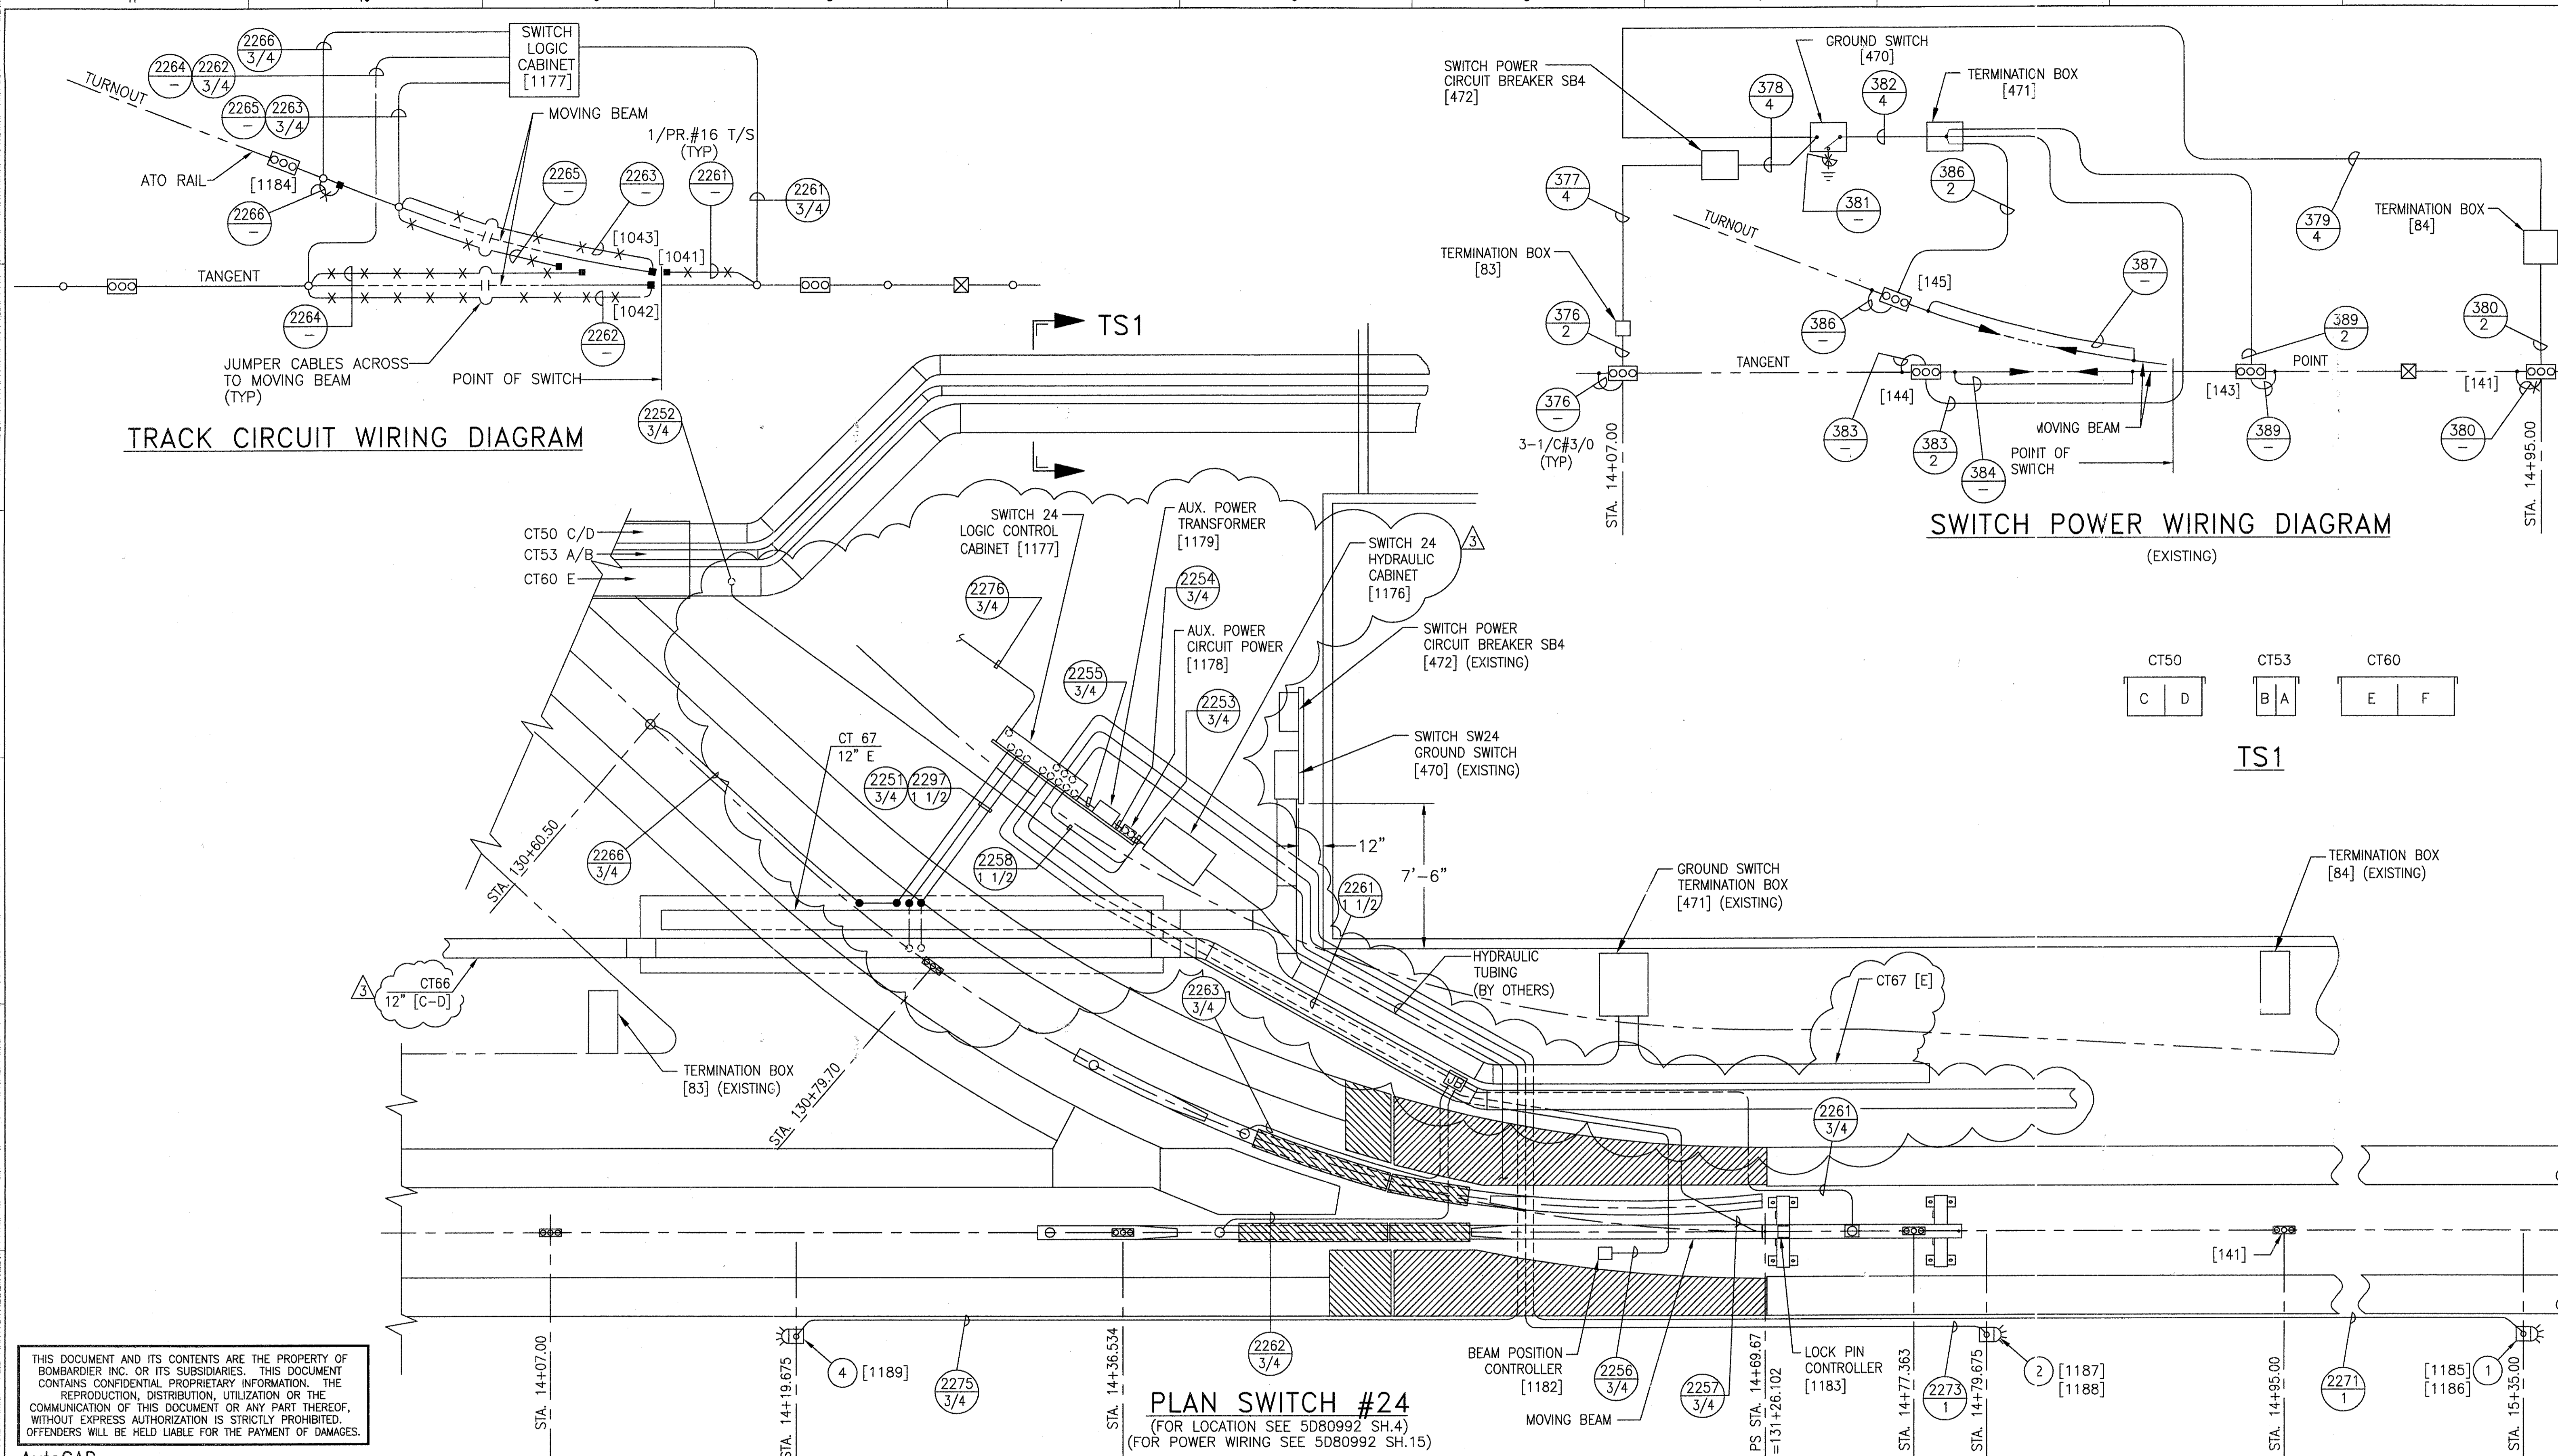 SWITCH
LOGIC
CABINET
[1177]
2266
3/4
2264
–
2262
3/4
TURNOUT
2265
–
2263
3/4
MOVING BEAM
1/PR.#16 T/S
(TYP)
ATO RAIL
[1184]
2266
–
2265
–
2263
–
2261
–
2261
3/4
[1043]
[1041]
TANGENT
[1042]
2264
–
2262
–
JUMPER CABLES ACROSS
TO MOVING BEAM
(TYP)
POINT OF SWITCH
TRACK CIRCUIT WIRING DIAGRAM
TS1
SWITCH POWER
CIRCUIT BREAKER SB4
[472]
GROUND SWITCH
[470]
378
4
382
4
TERMINATION BOX
[471]
377
4
381
–
386
2
379
4
TERMINATION BOX
[84]
TURNOUT
TERMINATION BOX
[83]
[145]
387
–
376
2
386
–
389
2
380
2
TANGENT
POINT
376
–
[144]
[143]
[141]
383
–
383
2
384
–
MOVING BEAM
389
–
380
–
3-1/C#3/0
(TYP)
POINT OF
SWITCH
STA. 14+07.00
STA. 14+95.00
SWITCH POWER WIRING DIAGRAM
(EXISTING)
2252
3/4
CT50 C/D
CT53 A/B
CT60 E
SWITCH 24
LOGIC CONTROL
CABINET [1177]
AUX. POWER
TRANSFORMER
[1179]
SWITCH 24
HYDRAULIC
CABINET
[1176]
3
2276
3/4
2254
3/4
AUX. POWER
CIRCUIT POWER
[1178]
SWITCH POWER
CIRCUIT BREAKER SB4
[472] (EXISTING)
2255
3/4
2253
3/4
CT50
CT53
CT60
C
D
B
A
E
F
TS1
CT 67
12" E
2251
3/4
2297
1 1/2
SWITCH SW24
GROUND SWITCH
[470] (EXISTING)
STA. 130+60.50
2266
3/4
2258
1 1/2
12"
7'-6"
2261
1 1/2
GROUND SWITCH
TERMINATION BOX
[471] (EXISTING)
TERMINATION BOX
[84] (EXISTING)
3
CT66
12" [C-D]
2263
3/4
HYDRAULIC
TUBING
(BY OTHERS)
CT67 [E]
TERMINATION BOX
[83] (EXISTING)
STA. 130+79.70
JB
2261
3/4
[141]
STA. 14+07.00
STA. 14+19.675
4
[1189]
2275
3/4
STA. 14+36.534
2262
3/4
BEAM POSITION
CONTROLLER
[1182]
2256
3/4
2257
3/4
MOVING BEAM
PS STA. 14+69.67
=131+26.102
LOCK PIN
CONTROLLER
[1183]
STA. 14+77.363
2273
1
STA. 14+79.675
2
[1187]
[1188]
STA. 14+95.00
2271
1
[1185]
[1186]
1
STA. 15+35.00
PLAN SWITCH #24
(FOR LOCATION SEE 5D80992 SH.4)
(FOR POWER WIRING SEE 5D80992 SH.15)
THIS DOCUMENT AND ITS CONTENTS ARE THE PROPERTY OF
BOMBARDIER INC. OR ITS SUBSIDIARIES. THIS DOCUMENT
CONTAINS CONFIDENTIAL PROPRIETARY INFORMATION. THE
REPRODUCTION, DISTRIBUTION, UTILIZATION OR THE
COMMUNICATION OF THIS DOCUMENT OR ANY PART THEREOF,
WITHOUT EXPRESS AUTHORIZATION IS STRICTLY PROHIBITED.
OFFENDERS WILL BE HELD LIABLE FOR THE PAYMENT OF DAMAGES.
AutoCAD